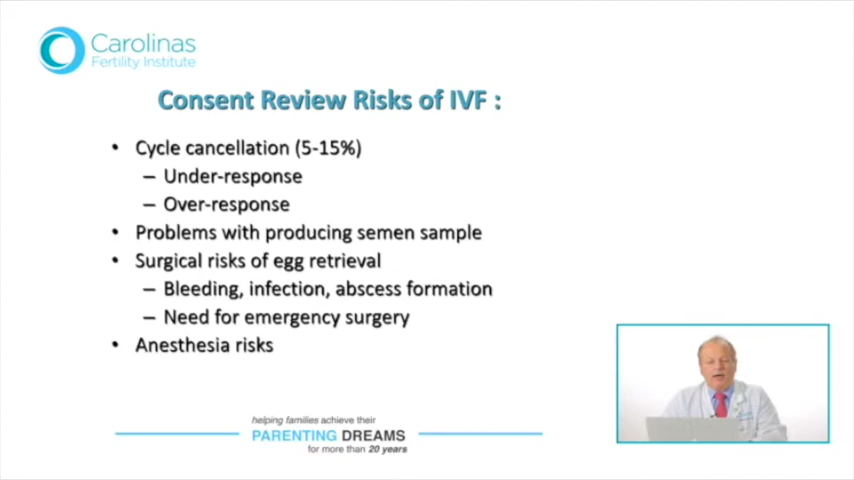 Carolinas
Fertility Institute
Consent Review Risks of IVF :
• Cycle cancellation (5-15%)
– Under-response
– Over-response
• Problems with producing semen sample
• Surgical risks of egg retrieval
– Bleeding, infection, abscess formation
– Need for emergency surgery
• Anesthesia risks
helping families achieve their
PARENTING DREAMS
for more than 20 years